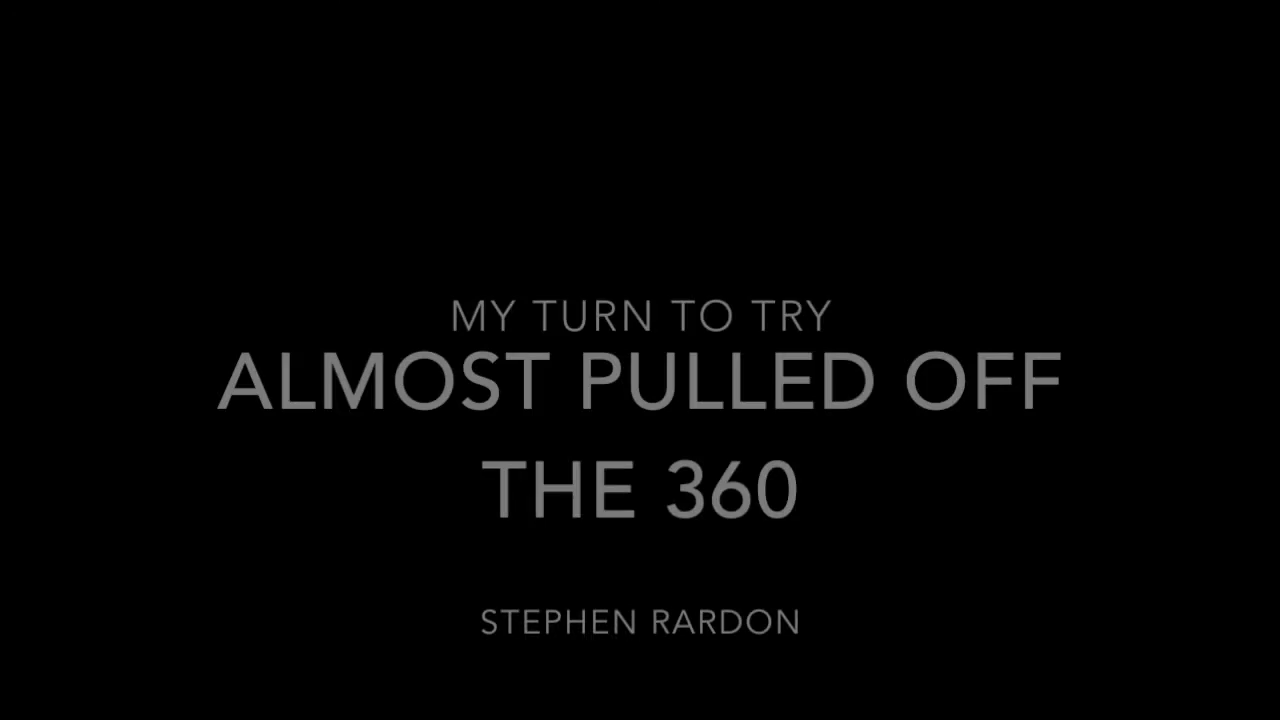 MY TURN TO TRY
ALMOST PULLED OFF
THE 360
STEPHEN RARDON